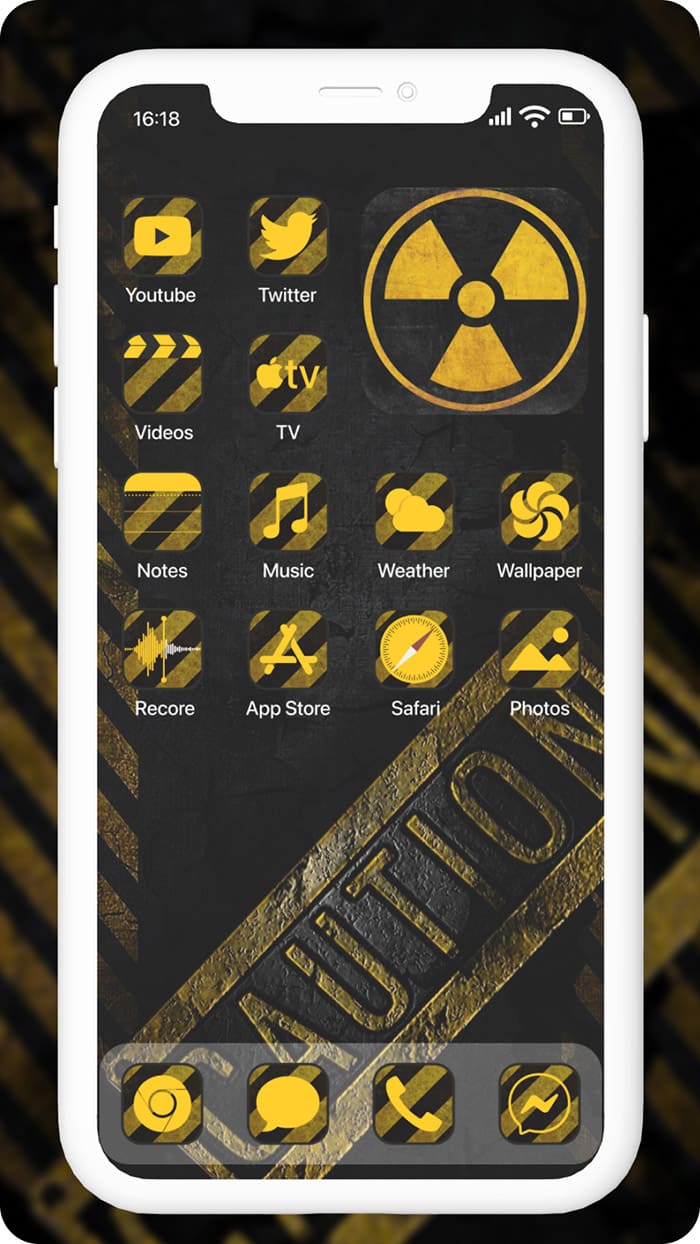 16:18
Youtube
Twitter
Videos
tv
TV
Notes
Music
Weather
Wallpaper
Recore
App Store
Safari
Photos
CAUTION